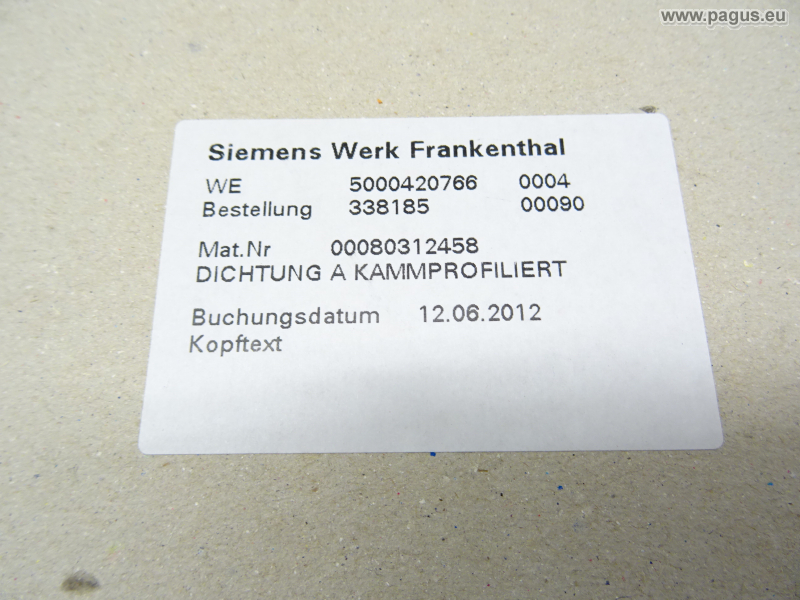 www.pagus.eu
Siemens Werk Frankenthal
WE 5000420766 0004
Bestellung 338185 00090
Mat.Nr 00080312458
DICHTUNG A KAMMPROFILIERT
Buchungsdatum 12.06.2012
Kopftext